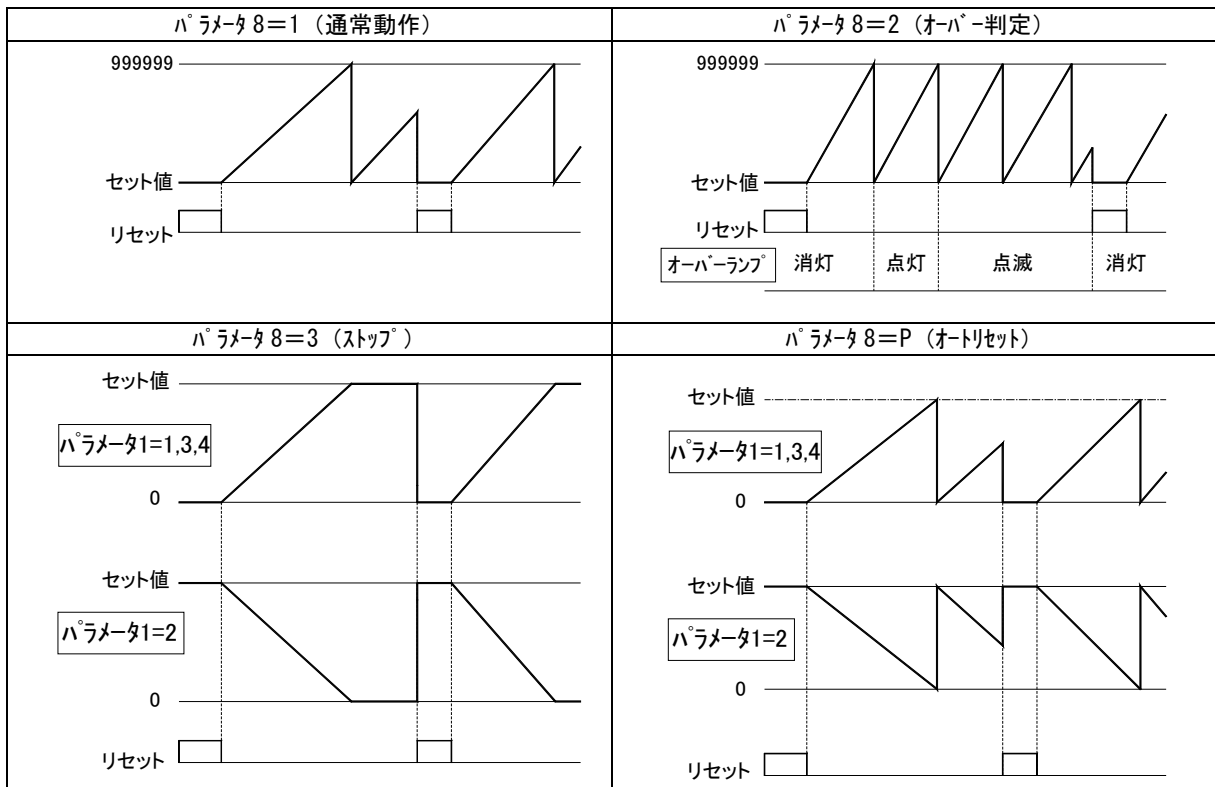 パラメータ8＝1（通常動作）
999999
セット値
リセット
パラメータ8＝2（オーバー判定）
999999
セット値
リセット
オーバーランプ 消灯 点灯 点滅 消灯
パラメータ8＝3（ストップ）
セット値
パラメータ1=1,3,4
0
セット値
パラメータ1=2
0
リセット
パラメータ8＝P（オートリセット）
セット値
パラメータ1=1,3,4
0
セット値
パラメータ1=2
0
リセット